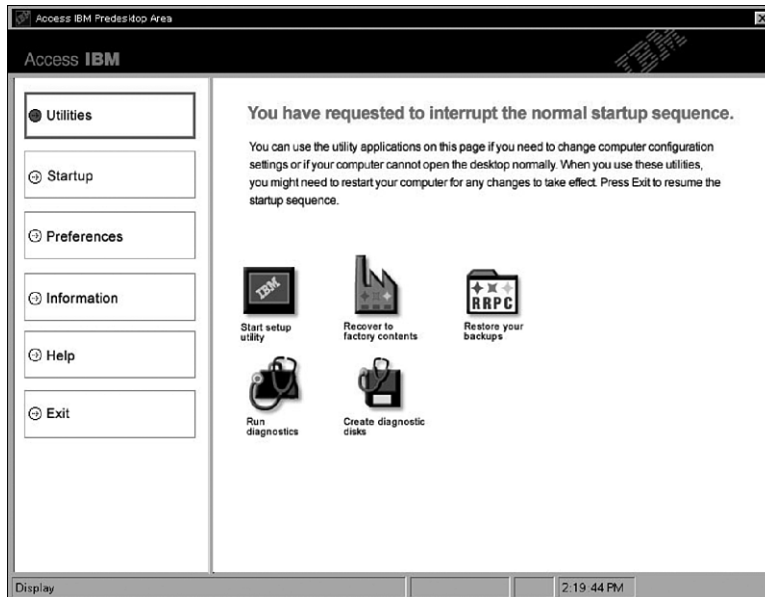 Access IBM Predesktop Area
Access IBM
IBM
Utilities
Startup
Preferences
Information
Help
Exit
You have requested to interrupt the normal startup sequence.
You can use the utility applications on this page if you need to change computer configuration
settings or if your computer cannot open the desktop normally. When you use these utilities,
you might need to restart your computer for any changes to take effect. Press Exit to resume the
startup sequence.
IBM
RRPC
Start setup
utility
Recover to
factory contents
Restore your
backups
Run
diagnostics
Create diagnostic
disks
Display
2:19:44 PM